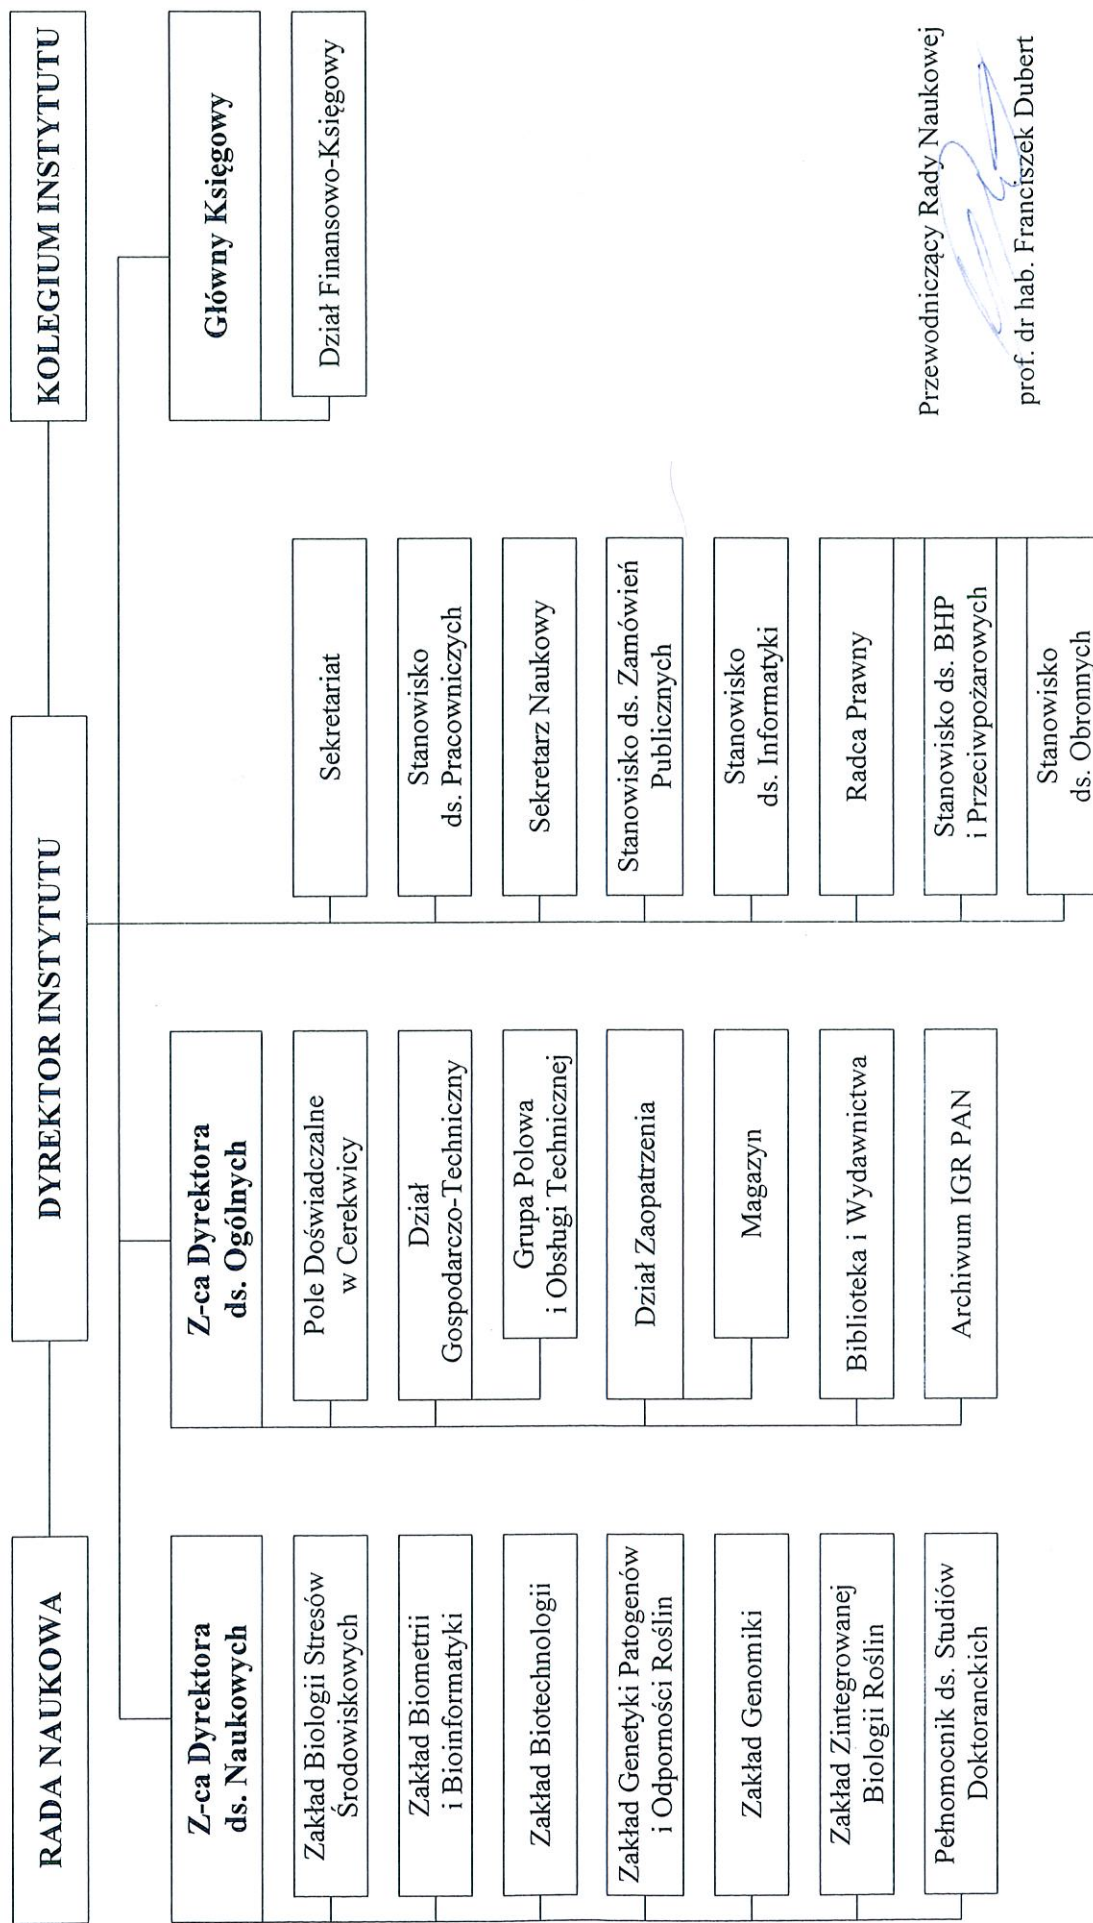 RADA NAUKOWA
DYREKTOR INSTYTUTU
KOLEGIUM INSTYTUTU
Z-ca Dyrektora
ds. Naukowych
Zakład Biologii Stresów
Środowiskowych
Zakład Biometrii
i Bioinformatyki
Zakład Biotechnologii
Zakład Genetyki Patogenów
i Odporności Roślin
Zakład Genomiki
Zakład Zintegrowanej
Biologii Roślin
Pełnomocnik ds. Studiów
Doktoranckich
Z-ca Dyrektora
ds. Ogólnych
Pole Doświadczalne
w Cerekwicy
Dział
Gospodarczo-Techniczny
Grupa Polowa
i Obsługi Technicznej
Dział Zaopatrzenia
Magazyn
Biblioteka i Wydawnictwa
Archiwum IGR PAN
Sekretariat
Stanowisko
ds. Pracowniczych
Sekretarz Naukowy
Stanowisko ds. Zamówień
Publicznych
Stanowisko
ds. Informatyki
Radca Prawny
Stanowisko ds. BHP
i Przeciwpożarowych
Stanowisko
ds. Obronnych
Główny Księgowy
Dział Finansowo-Księgowy
Przewodniczący Rady Naukowej
prof. dr hab. Franciszek Dubert